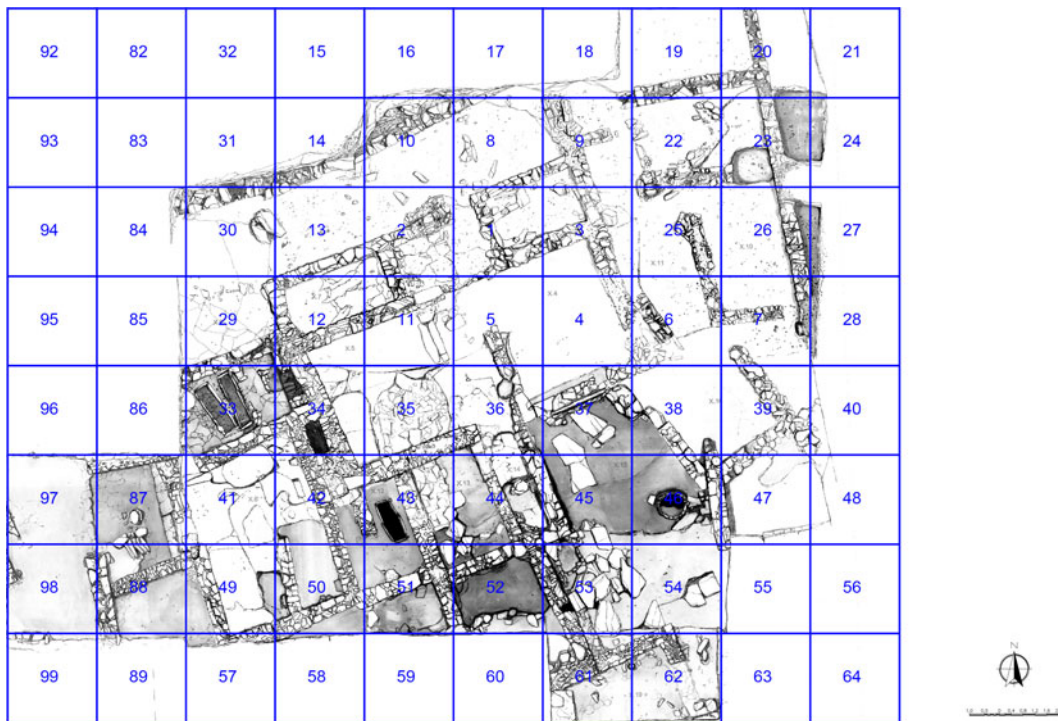 92 82 32 15 16 17 18 19 20 21
93 83 31 14 10 8 9 22 23 24
94 84 30 13 2 1 3 25 26 27
X.10
X.11
X.4
95 85 29 12 11 5 4 6 7 28
96 86 33 34 35 36 37 38 39 40
97 87 41 42 43 44 45 46 47 48
98 88 49 50 51 52 53 54 55 56
99 89 57 58 59 60 61 62 63 64
N